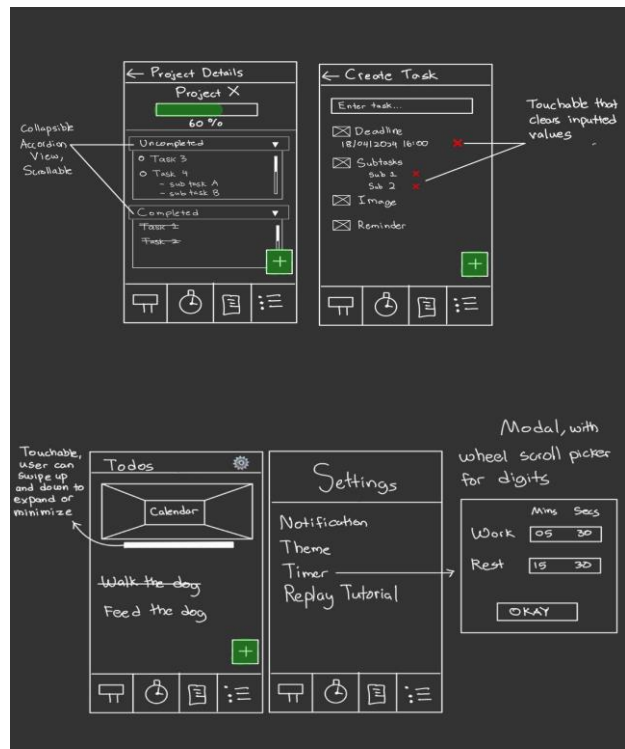 ← Project Details
Project X
60 %
Uncompleted
Task 3
Task 4
- sub task A
- sub task B
Completed
Task 1
Task 2
Collapsible
Accordion
View,
Scrollable
← Create Task
Enter task...
Deadline
18/04/2024 16:00
Subtasks
Sub 1
Sub 2
Image
Reminder
Touchable that
clears inputted
values
Touchable,
user can
swipe up
and down to
expand or
minimize
Todos
Calendar
Walk the dog
Feed the dog
Settings
Notification
Theme
Timer
Replay Tutorial
Modal, with
wheel scroll picker
for digits
Mins Secs
Work 05 30
Rest 15 30
OKAY